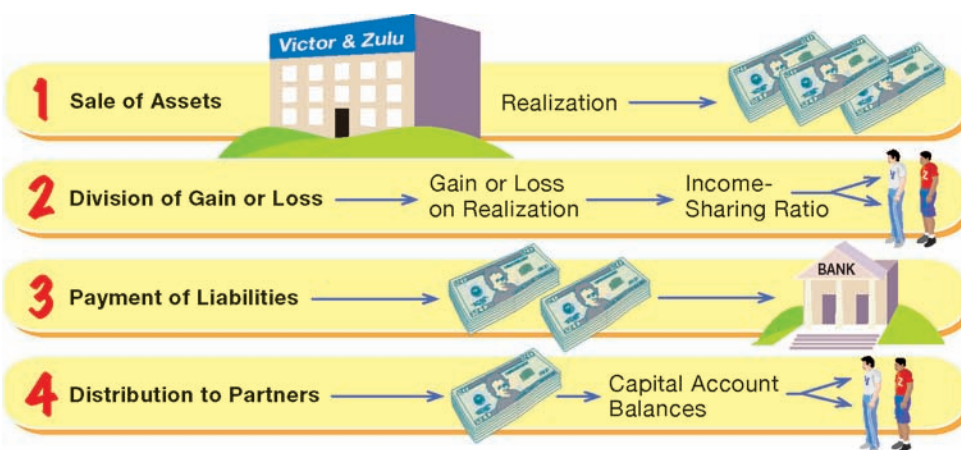 Victor & Zulu
1 Sale of Assets
Realization
2 Division of Gain or Loss
Gain or Loss
on Realization
Income-
Sharing Ratio
V
Z
3 Payment of Liabilities
BANK
4 Distribution to Partners
Capital Account
Balances
V
Z